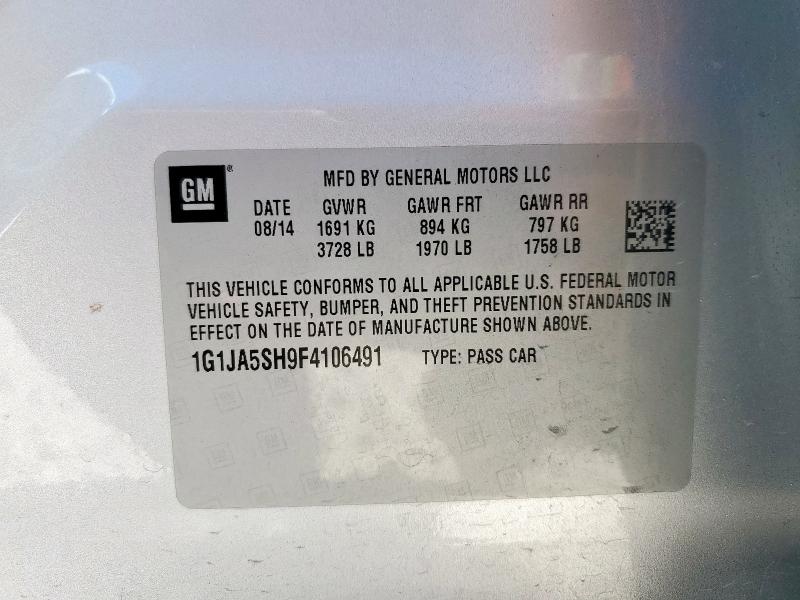 GM®
MFD BY GENERAL MOTORS LLC
DATE GVWR GAWR FRT GAWR RR
08/14 1691 KG 894 KG 797 KG
3728 LB 1970 LB 1758 LB
THIS VEHICLE CONFORMS TO ALL APPLICABLE U.S. FEDERAL MOTOR
VEHICLE SAFETY, BUMPER, AND THEFT PREVENTION STANDARDS IN
EFFECT ON THE DATE OF MANUFACTURE SHOWN ABOVE.
1G1JA5SH9F4106491 TYPE: PASS CAR